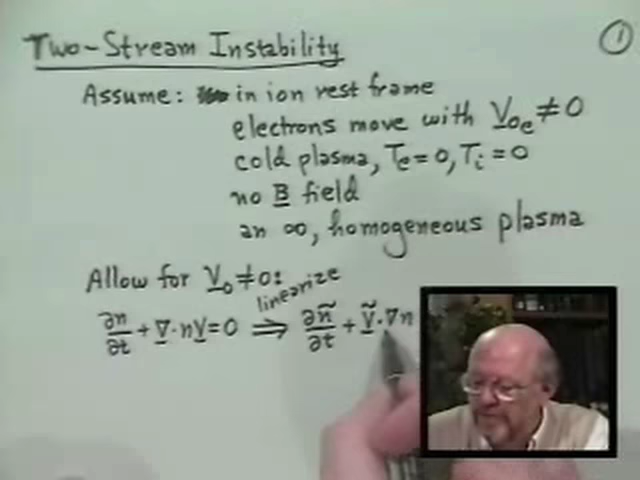 Two-Stream Instability
①
Assume: in ion rest frame
electrons move with V₀ₑ ≠ 0
cold plasma, Tₑ = 0, Tᵢ = 0
no B field
an ∞, homogeneous plasma
Allow for V₀ ≠ 0:
linearize
∂n/∂t + ∇·nV = 0 ⟹ ∂ñ/∂t + Ṽ·∇n